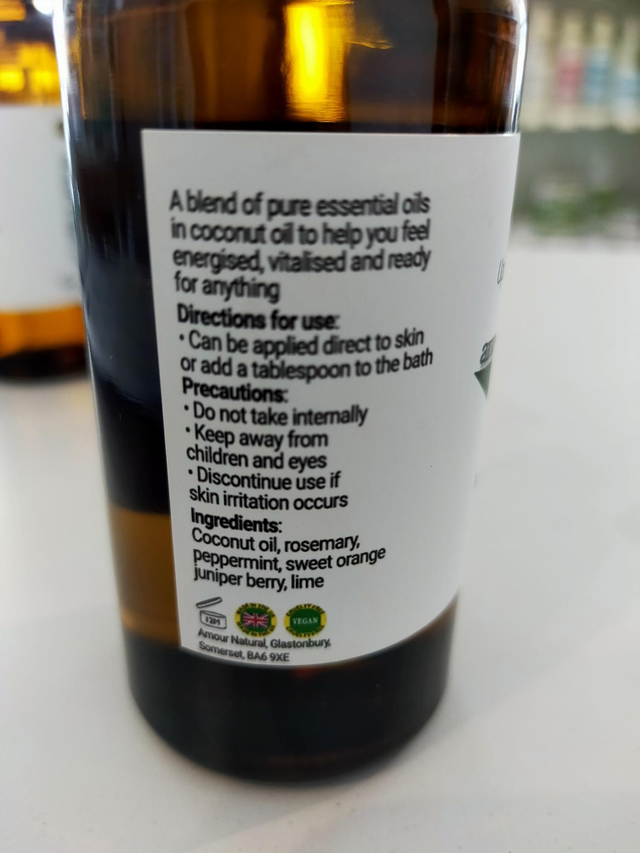 A blend of pure essential oils
in coconut oil to help you feel
energised, vitalised and ready
for anything
Directions for use:
• Can be applied direct to skin
or add a tablespoon to the bath
Precautions:
• Do not take internally
• Keep away from
children and eyes
• Discontinue use if
skin irritation occurs
Ingredients:
Coconut oil, rosemary,
peppermint, sweet orange
juniper berry, lime
12M
VEGAN
Amour Natural, Glastonbury,
Somerset, BA6 9XE